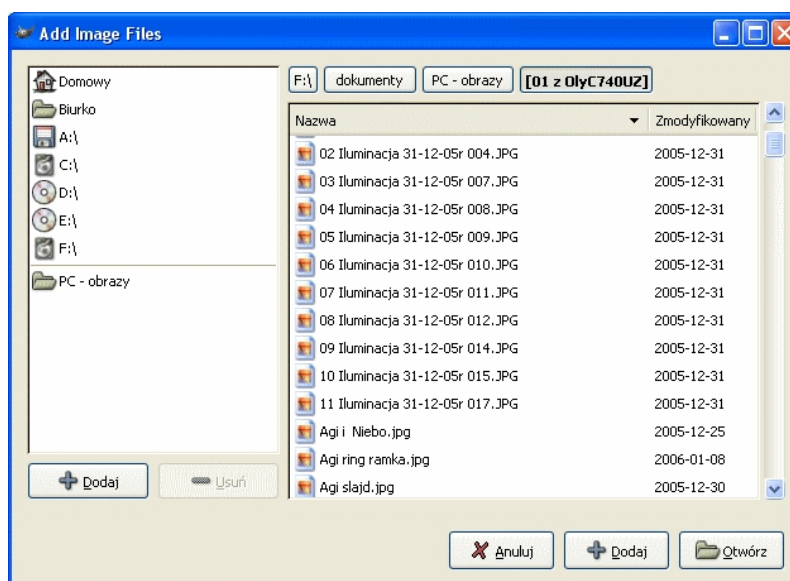 Add Image Files
Domowy
Biurko
A:\
C:\
D:\
E:\
F:\
PC - obrazy
Dodaj
Usuń
F:\ dokumenty PC - obrazy [01 z OlyC740UZ]
Nazwa Zmodyfikowany
02 Iluminacja 31-12-05r 004.JPG 2005-12-31
03 Iluminacja 31-12-05r 007.JPG 2005-12-31
04 Iluminacja 31-12-05r 008.JPG 2005-12-31
05 Iluminacja 31-12-05r 009.JPG 2005-12-31
06 Iluminacja 31-12-05r 010.JPG 2005-12-31
07 Iluminacja 31-12-05r 011.JPG 2005-12-31
08 Iluminacja 31-12-05r 012.JPG 2005-12-31
09 Iluminacja 31-12-05r 014.JPG 2005-12-31
10 Iluminacja 31-12-05r 015.JPG 2005-12-31
11 Iluminacja 31-12-05r 017.JPG 2005-12-31
Agi i Niebo.jpg 2005-12-25
Agi ring ramka.jpg 2006-01-08
Agi slajd.jpg 2005-12-30
Anuluj Dodaj Otwórz